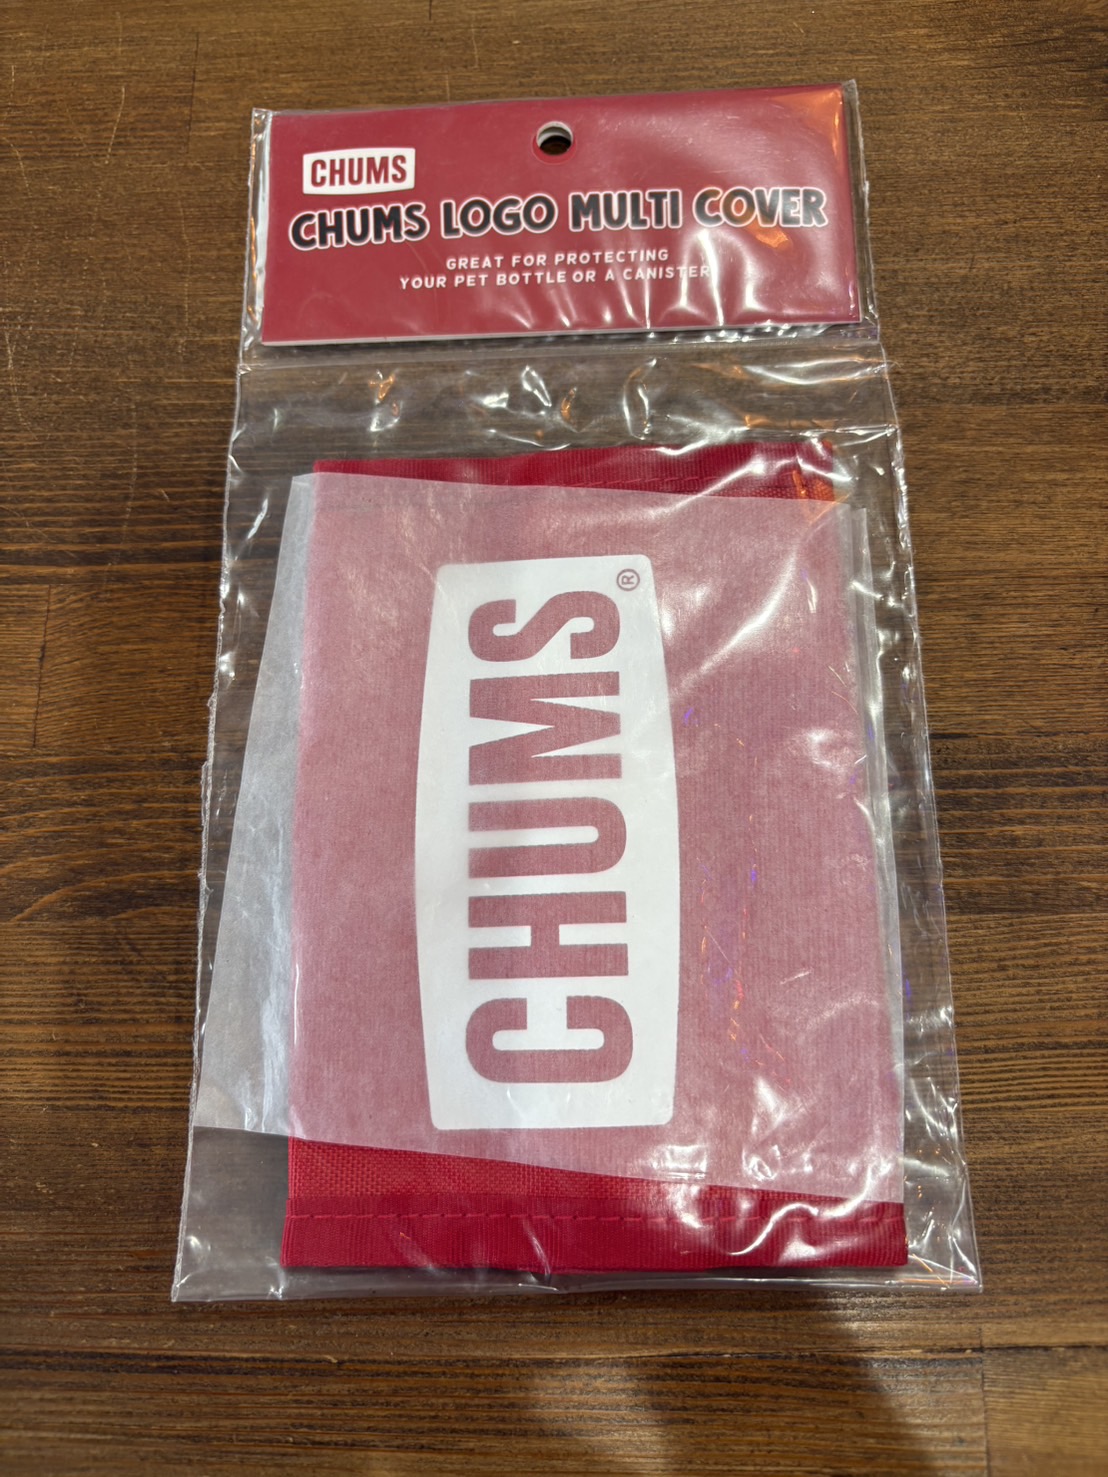 CHUMS
CHUMS LOGO MULTI COVER
GREAT FOR PROTECTING
YOUR PET BOTTLE OR A CANISTER
CHUMS®